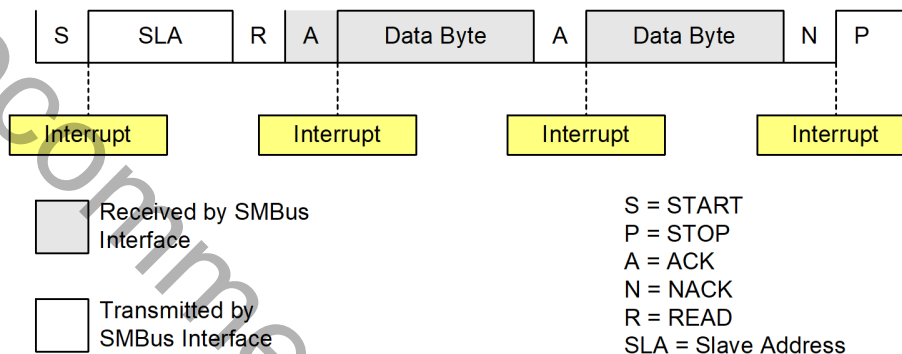 S SLA R A Data Byte A Data Byte N P
Interrupt Interrupt Interrupt Interrupt
Received by SMBus
Interface
Transmitted by
SMBus Interface
S = START
P = STOP
A = ACK
N = NACK
R = READ
SLA = Slave Address